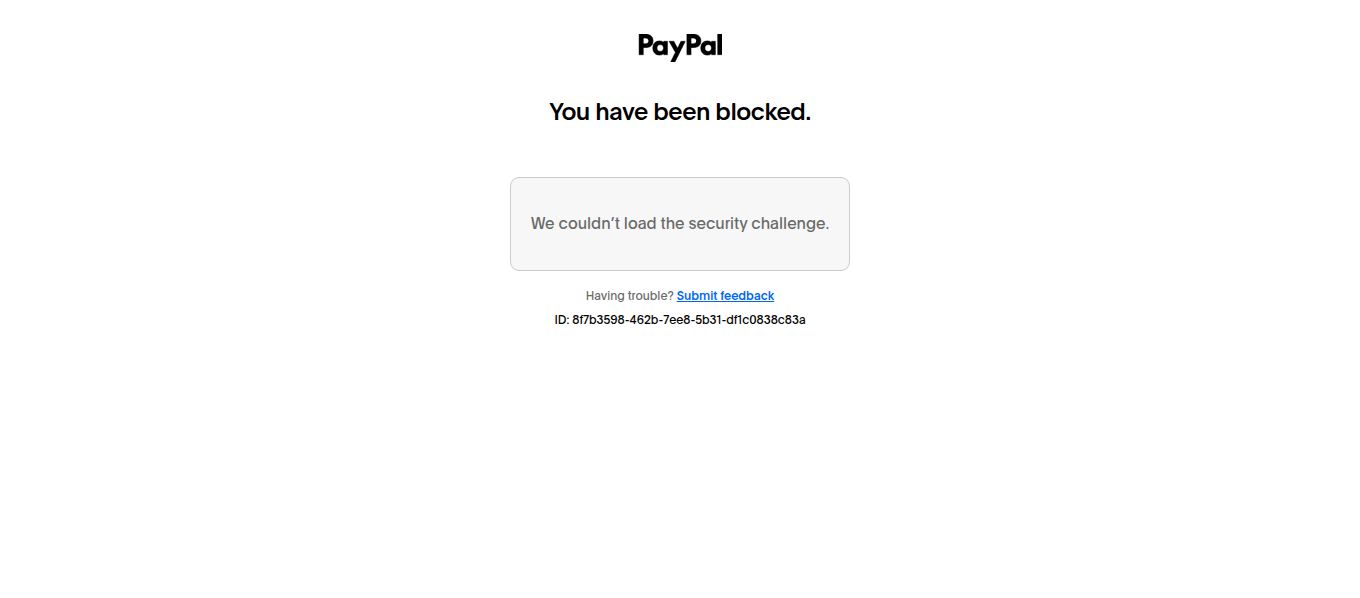 PayPal
You have been blocked.
We couldn’t load the security challenge.
Having trouble? Submit feedback
ID: 8f7b3598-462b-7ee8-5b31-df1c0838c83a